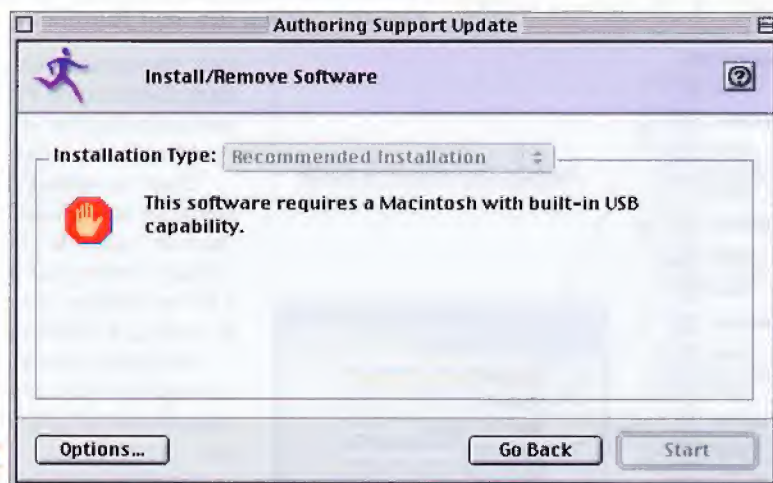 Authoring Support Update
Install/Remove Software
?
Installation Type: Recommended Installation
This software requires a Macintosh with built-in USB
capability.
Options...
Go Back
Start